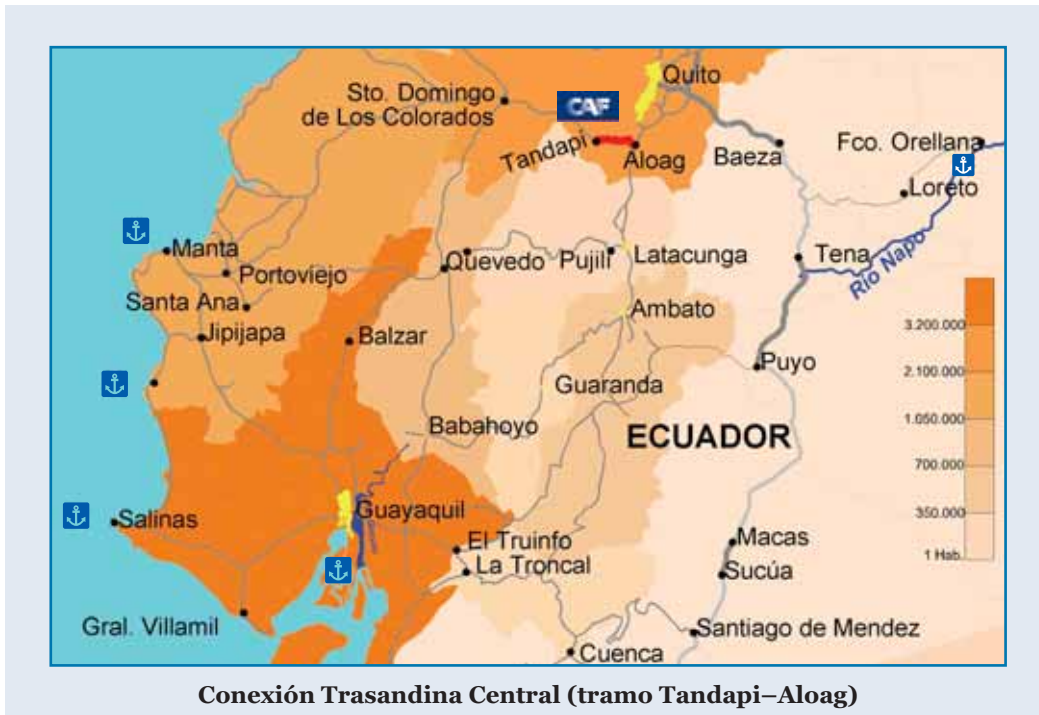 Quito
Sto. Domingo
de Los Colorados
CAF
Tandapi
Aloag
Baeza
Fco. Orellana
Loreto
Manta
Portoviejo
Quevedo
Pujilí
Latacunga
Tena
Río Napo
Santa Ana
Jipijapa
Balzar
Ambato
3.200.000
Puyo
2.100.000
Guaranda
1.050.000
Babahoyo
ECUADOR
700.000
Salinas
Guayaquil
350.000
El Truinfo
Macas
1 Hab.
La Troncal
Sucúa
Gral. Villamil
Santiago de Mendez
Cuenca
Conexión Trasandina Central (tramo Tandapi–Aloag)